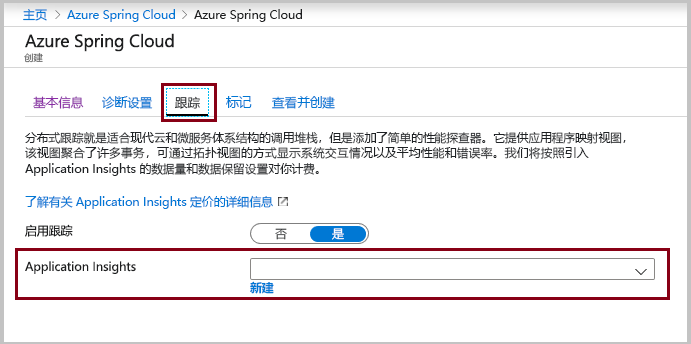 主页 > Azure Spring Cloud > Azure Spring Cloud
Azure Spring Cloud
创建
基本信息 诊断设置 跟踪 标记 查看并创建
分布式跟踪就是适合现代云和微服务体系结构的调用堆栈，但是添加了简单的性能探查器。它提供应用程序映射视图，
该视图聚合了许多事务，可通过拓扑视图的方式显示系统交互情况以及平均性能和错误率。我们将按照引入
Application Insights 的数据量和数据保留设置对你计费。
了解有关 Application Insights 定价的详细信息
启用跟踪 否 是
Application Insights
新建